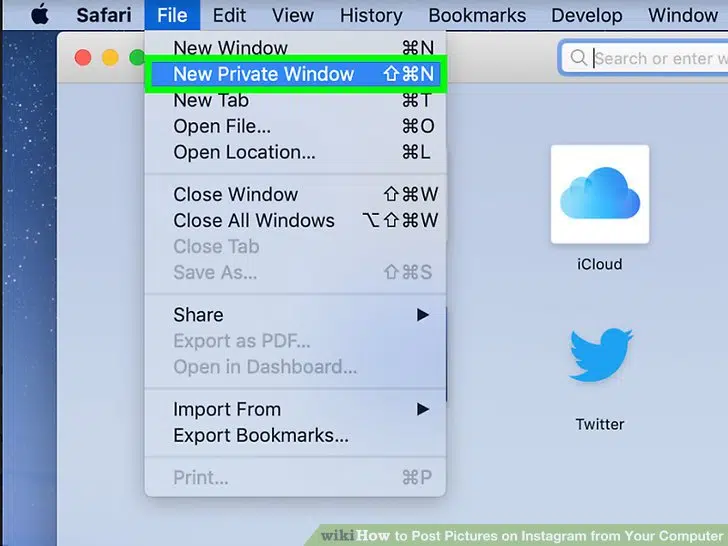 Safari File Edit View History Bookmarks Develop Window
New Window ⌘N
Search or enter w
New Private Window ⇧⌘N
New Tab ⌘T
Open File... ⌘O
Open Location... ⌘L
Close Window ⇧⌘W
Close All Windows ⌥⇧⌘W
Close Tab
Save As... ⇧⌘S
iCloud
Share ▶
Export as PDF...
Open in Dashboard...
Import From ▶
Twitter
Export Bookmarks...
Print... ⌘P
wikiHow to Post Pictures on Instagram from Your Computer